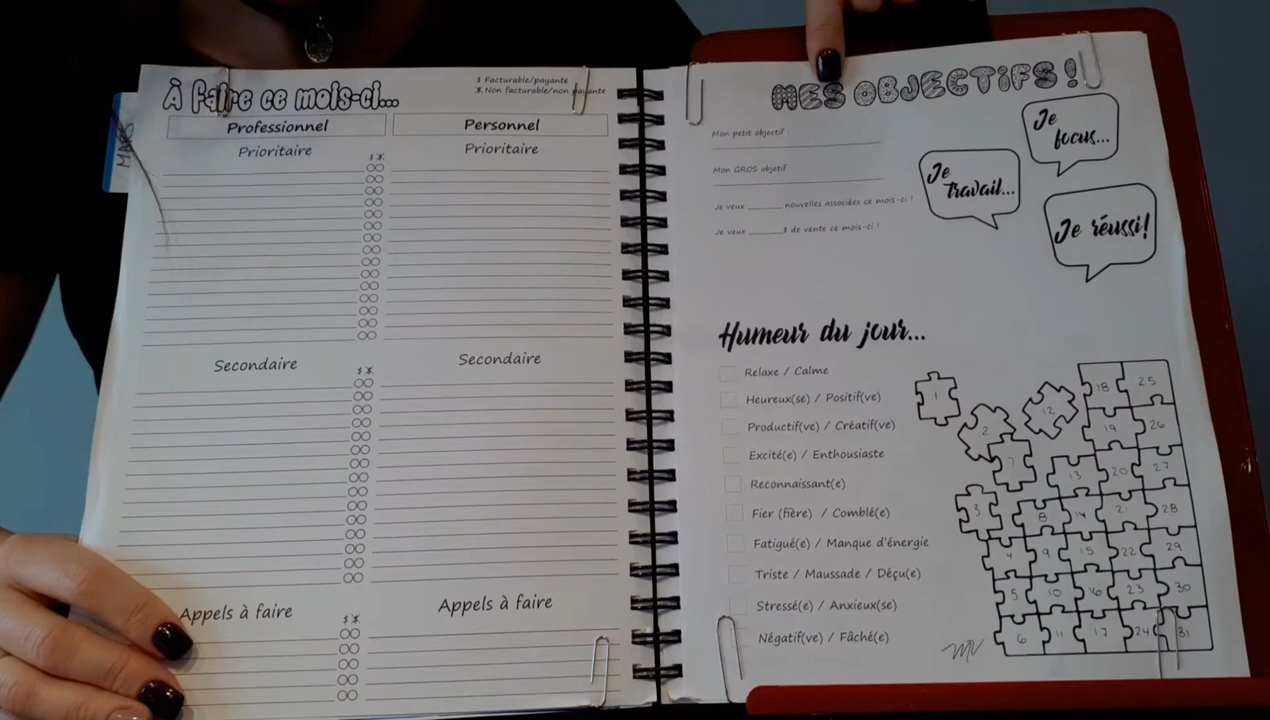 À faire ce mois-ci...
$ Facturable/payante
Ӿ Non facturable/non payante
MARS
Professionnel
Personnel
Prioritaire
$ Ӿ
Prioritaire
Secondaire
$ Ӿ
Secondaire
Appels à faire
$ Ӿ
Appels à faire
MES OBJECTIFS !
Mon petit objectif :
Mon GROS objetif :
Je veux ______ nouvelles associées ce mois-ci !
Je veux ______$ de vente ce mois-ci !
Je focus...
Je travail...
Je réussi!
Humeur du jour...
Relaxe / Calme
Heureux(se) / Positif(ve)
Productif(ve) / Créatif(ve)
Excité(e) / Enthousiaste
Reconnaissant(e)
Fier (fière) / Comblé(e)
Fatigué(e) / Manque d'énergie
Triste / Maussade / Déçu(e)
Stressé(e) / Anxieux(se)
Négatif(ve) / Fâché(e)
1 12 18 25
2 19 26
7 13 20 27
3 8 14 21 28
4 9 15 22 29
5 10 16 23 30
6 11 17 24 31